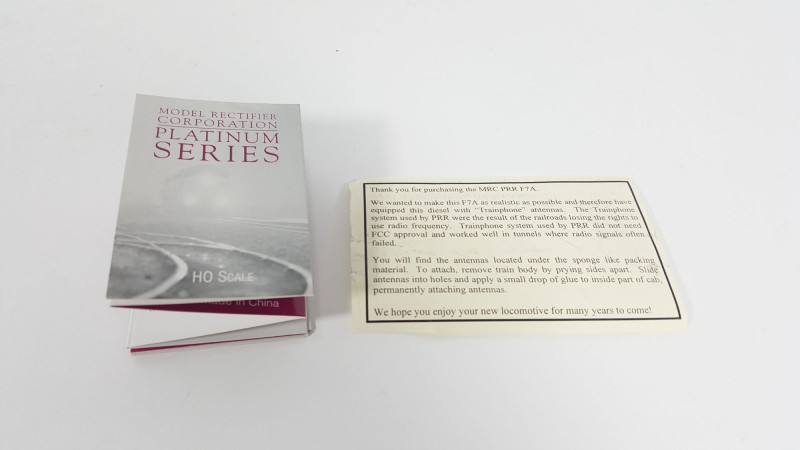 MODEL RECTIFIER
CORPORATION
PLATINUM
SERIES
HO SCALE
Made in China
Thank you for purchasing the MRC PRR F7A.
We wanted to make this F7A as realistic as possible and therefore have
equipped this diesel with "Trainphone" antennas. The Trainphone
system used by PRR were the result of the railroads losing the rights to
use radio frequency. Trainphone system used by PRR did not need
FCC approval and worked well in tunnels where radio signals often
failed.
You will find the antennas located under the sponge like packing
material. To attach, remove train body by prying sides apart. Slide
antennas into holes and apply a small drop of glue to inside part of cab,
permanently attaching antennas.
We hope you enjoy your new locomotive for many years to come!